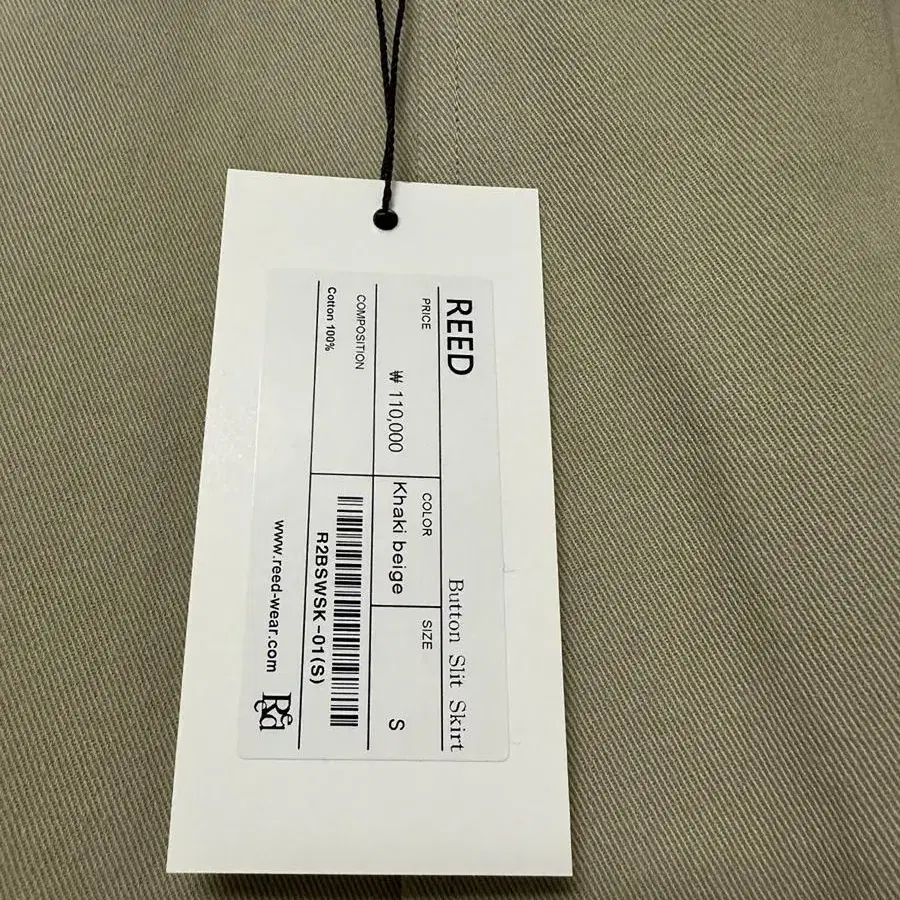 REED Button Slit Skirt
PRICE COLOR SIZE
₩ 110,000 Khaki beige S
COMPOSITION
Cotton 100%
R2BSWSK-01(S)
www.reed-wear.com Reed